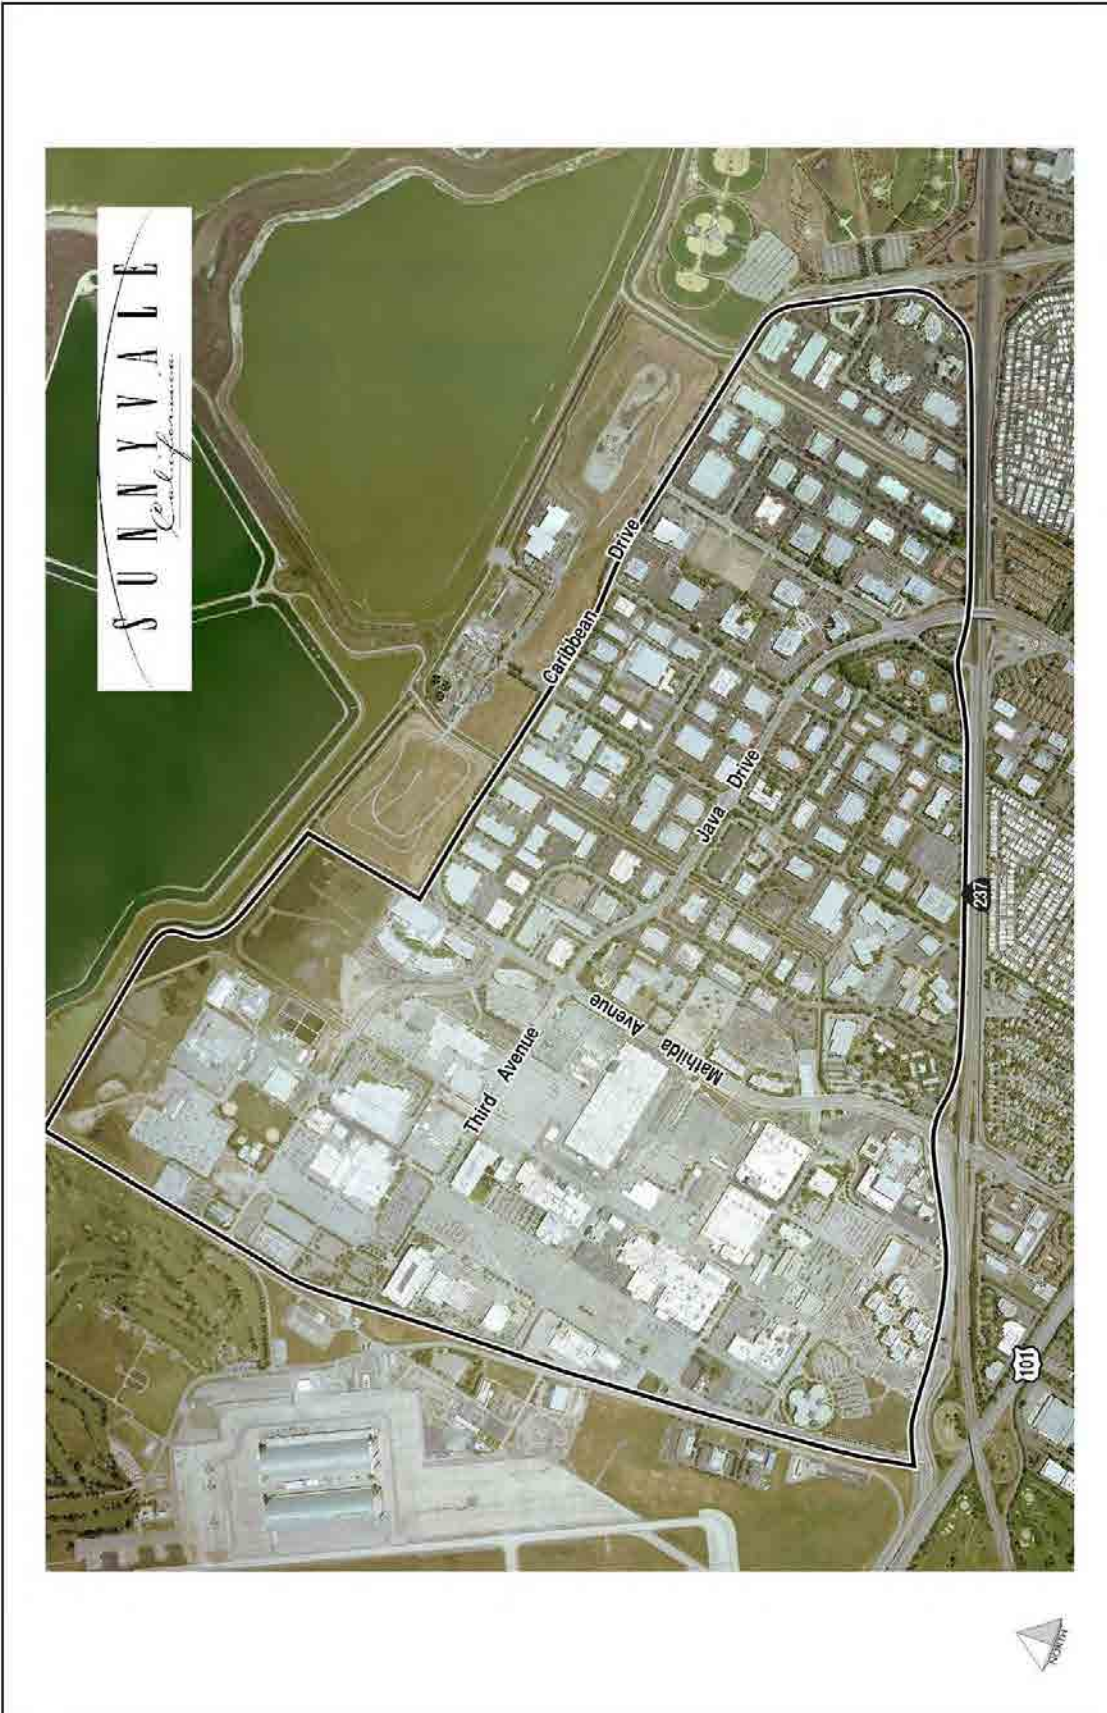 SUNNYVALE
California
Caribbean Drive
Java Drive
Mathilda Avenue
Third Avenue
237
101
NORTH